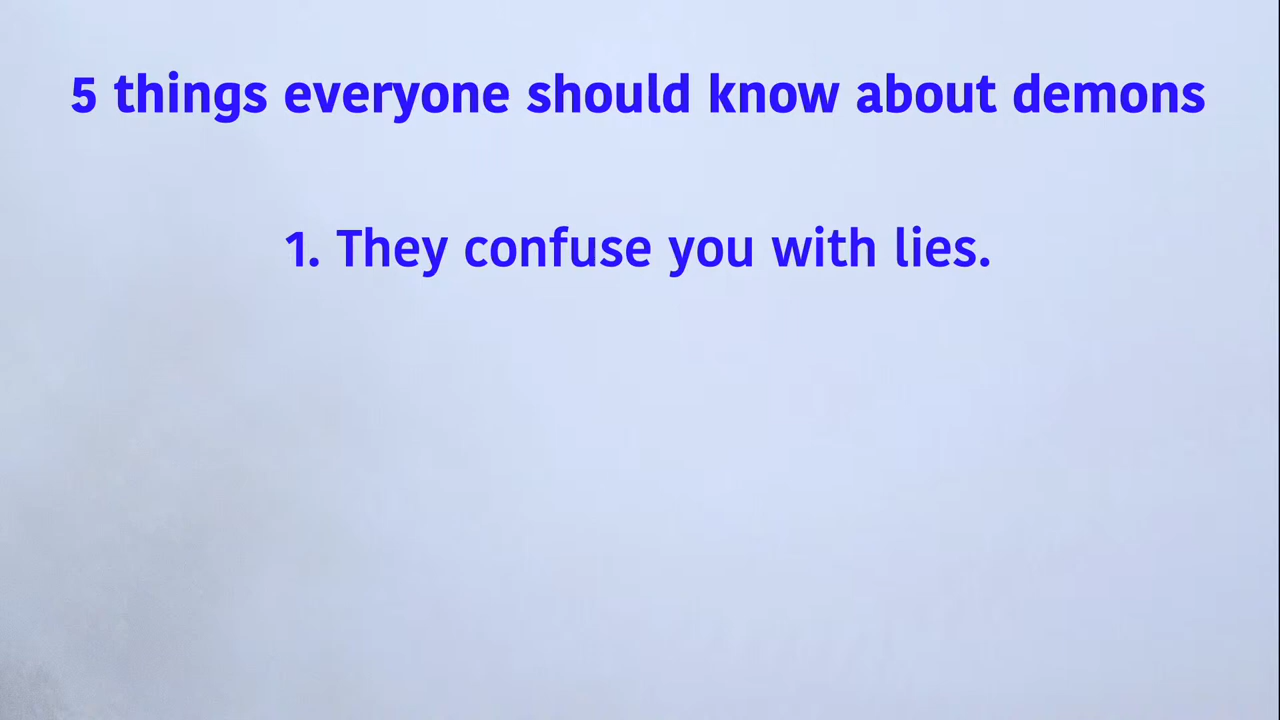 5 things everyone should know about demons
1. They confuse you with lies.